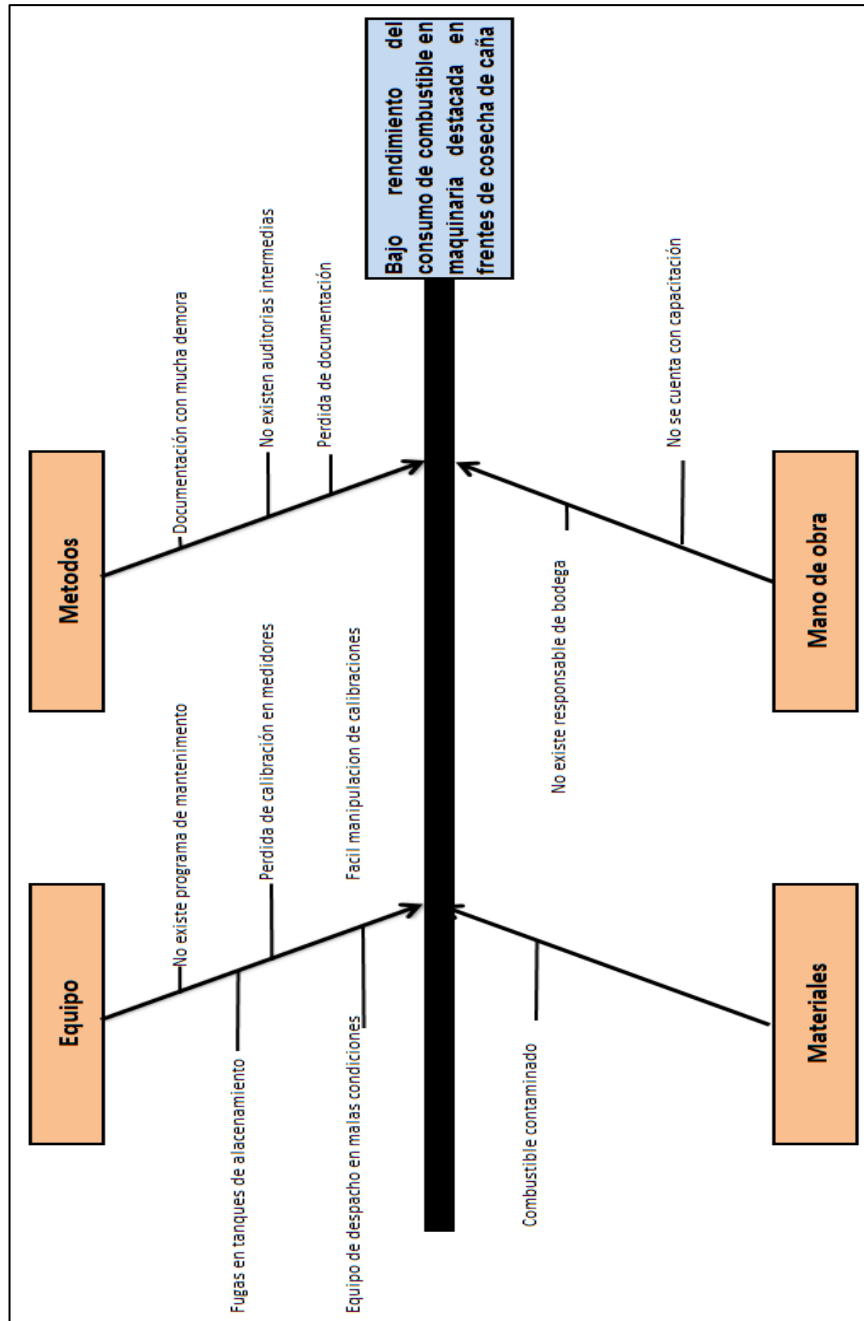 Equipo
Metodos
No existe programa de mantenimento
Documentación con mucha demora
Fugas en tanques de alacenamiento
Perdida de calibración en medidores
No existen auditorias intermedias
Equipo de despacho en malas condiciones
Facil manipulacion de calibraciones
Perdida de documentación
Bajo rendimiento del
consumo de combustible en
maquinaria destacada en
frentes de cosecha de caña
Combustible contaminado
No existe responsable de bodega
No se cuenta con capacitación
Materiales
Mano de obra